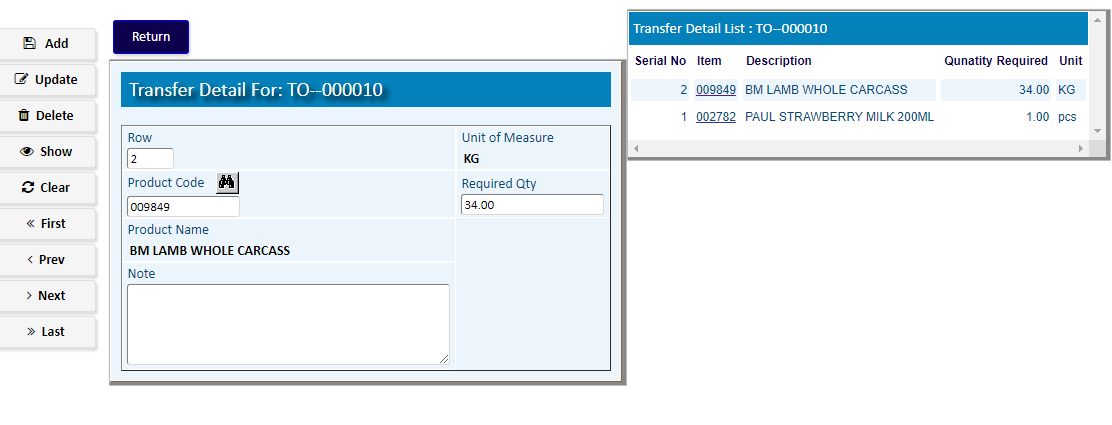 Add
Update
Delete
Show
Clear
« First
‹ Prev
› Next
» Last
Return
Transfer Detail For: TO--000010
Row
2
Unit of Measure
KG
Product Code
009849
Required Qty
34.00
Product Name
BM LAMB WHOLE CARCASS
Note
Transfer Detail List : TO--000010
Serial No Item Description Qunatity Required Unit
2 009849 BM LAMB WHOLE CARCASS 34.00 KG
1 002782 PAUL STRAWBERRY MILK 200ML 1.00 pcs